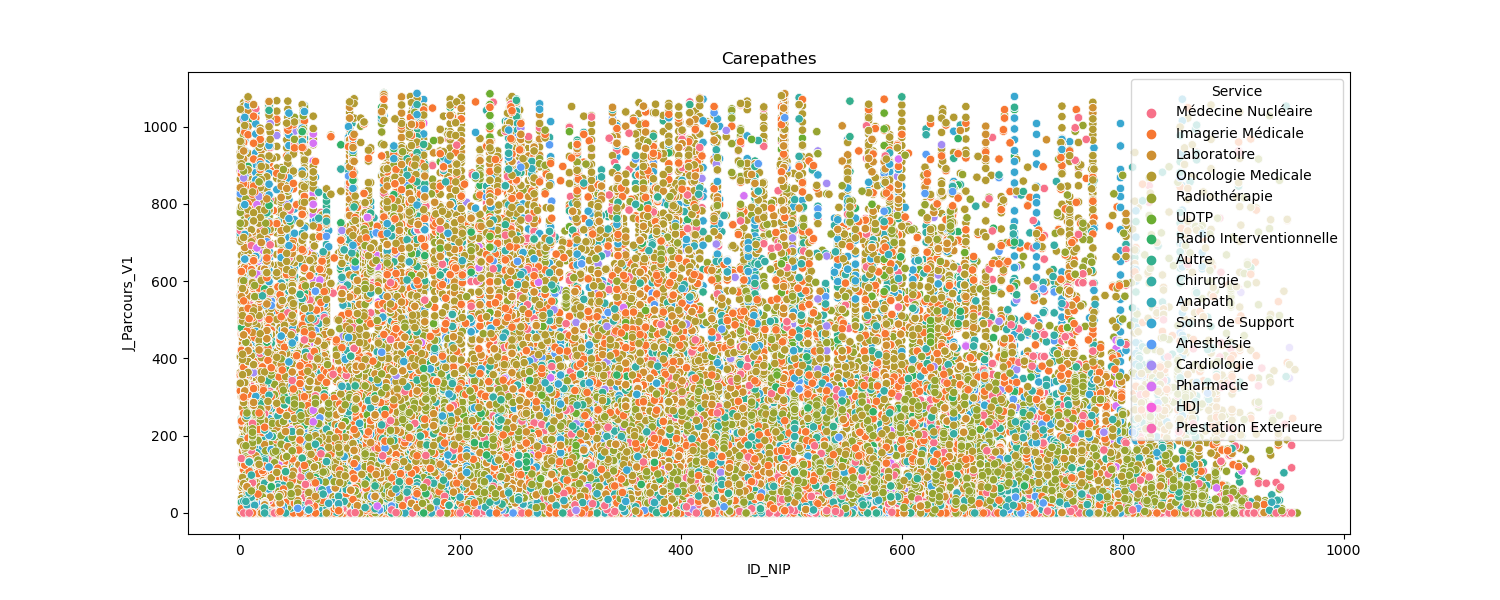 Carepathes
J_Parcours_V1
1000
800
600
400
200
0
0 200 400 600 800 1000
ID_NIP
Service
Médecine Nucléaire
Imagerie Médicale
Laboratoire
Oncologie Medicale
Radiothérapie
UDTP
Radio Interventionnelle
Autre
Chirurgie
Anapath
Soins de Support
Anesthésie
Cardiologie
Pharmacie
HDJ
Prestation Exterieure